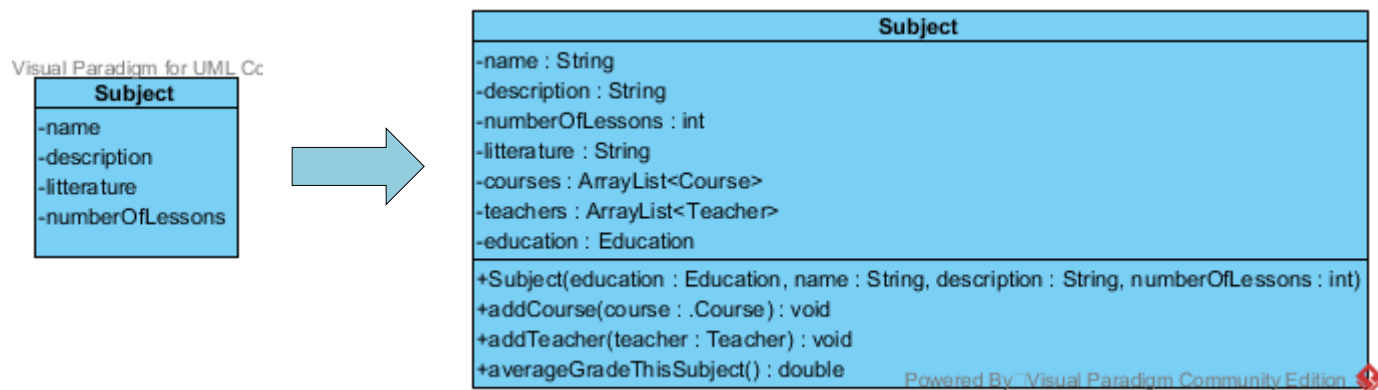 Visual Paradigm for UML Cc
Subject
-name
-description
-litterature
-numberOfLessons
Subject
-name : String
-description : String
-numberOfLessons : int
-litterature : String
-courses : ArrayList<Course>
-teachers : ArrayList<Teacher>
-education : Education
+Subject(education : Education, name : String, description : String, numberOfLessons : int)
+addCourse(course : .Course) : void
+addTeacher(teacher : Teacher) : void
+averageGradeThisSubject() : double
Powered By Visual Paradigm Community Edition